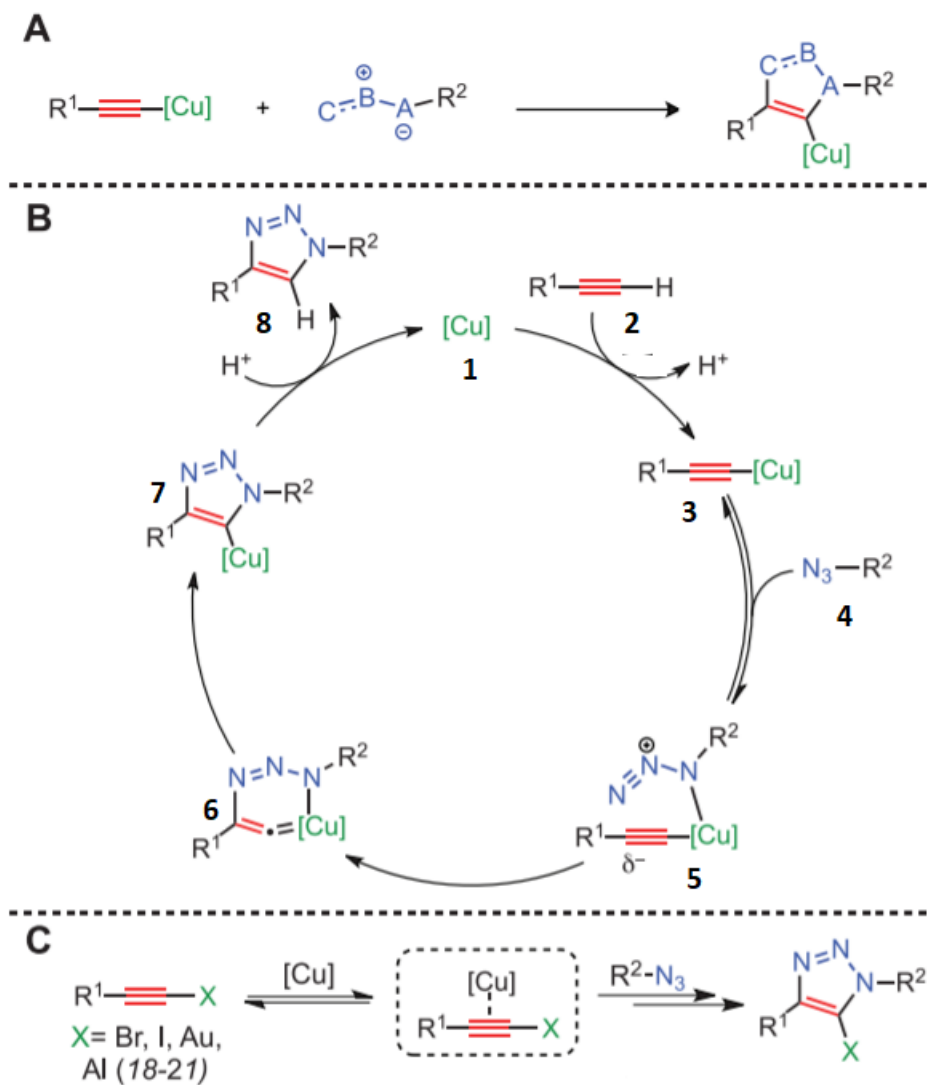 A
R¹ [Cu] + C B ⊕ A ⊖ R² C B A R² R¹ [Cu]
B
N N N R² R¹ H
8
[Cu]
1
R¹ H
2
H⁺
H⁺
R¹ [Cu]
3
N₃ R²
4
N N N ⊕ R²
R¹ [Cu]
δ⁻
5
N N N R²
6
R¹ [Cu]
7
N N N R²
R¹ [Cu]
C
R¹ X
X= Br, I, Au,
Al (18-21)
[Cu]
[Cu]
R¹ X
R²-N₃
N N N R²
R¹ X